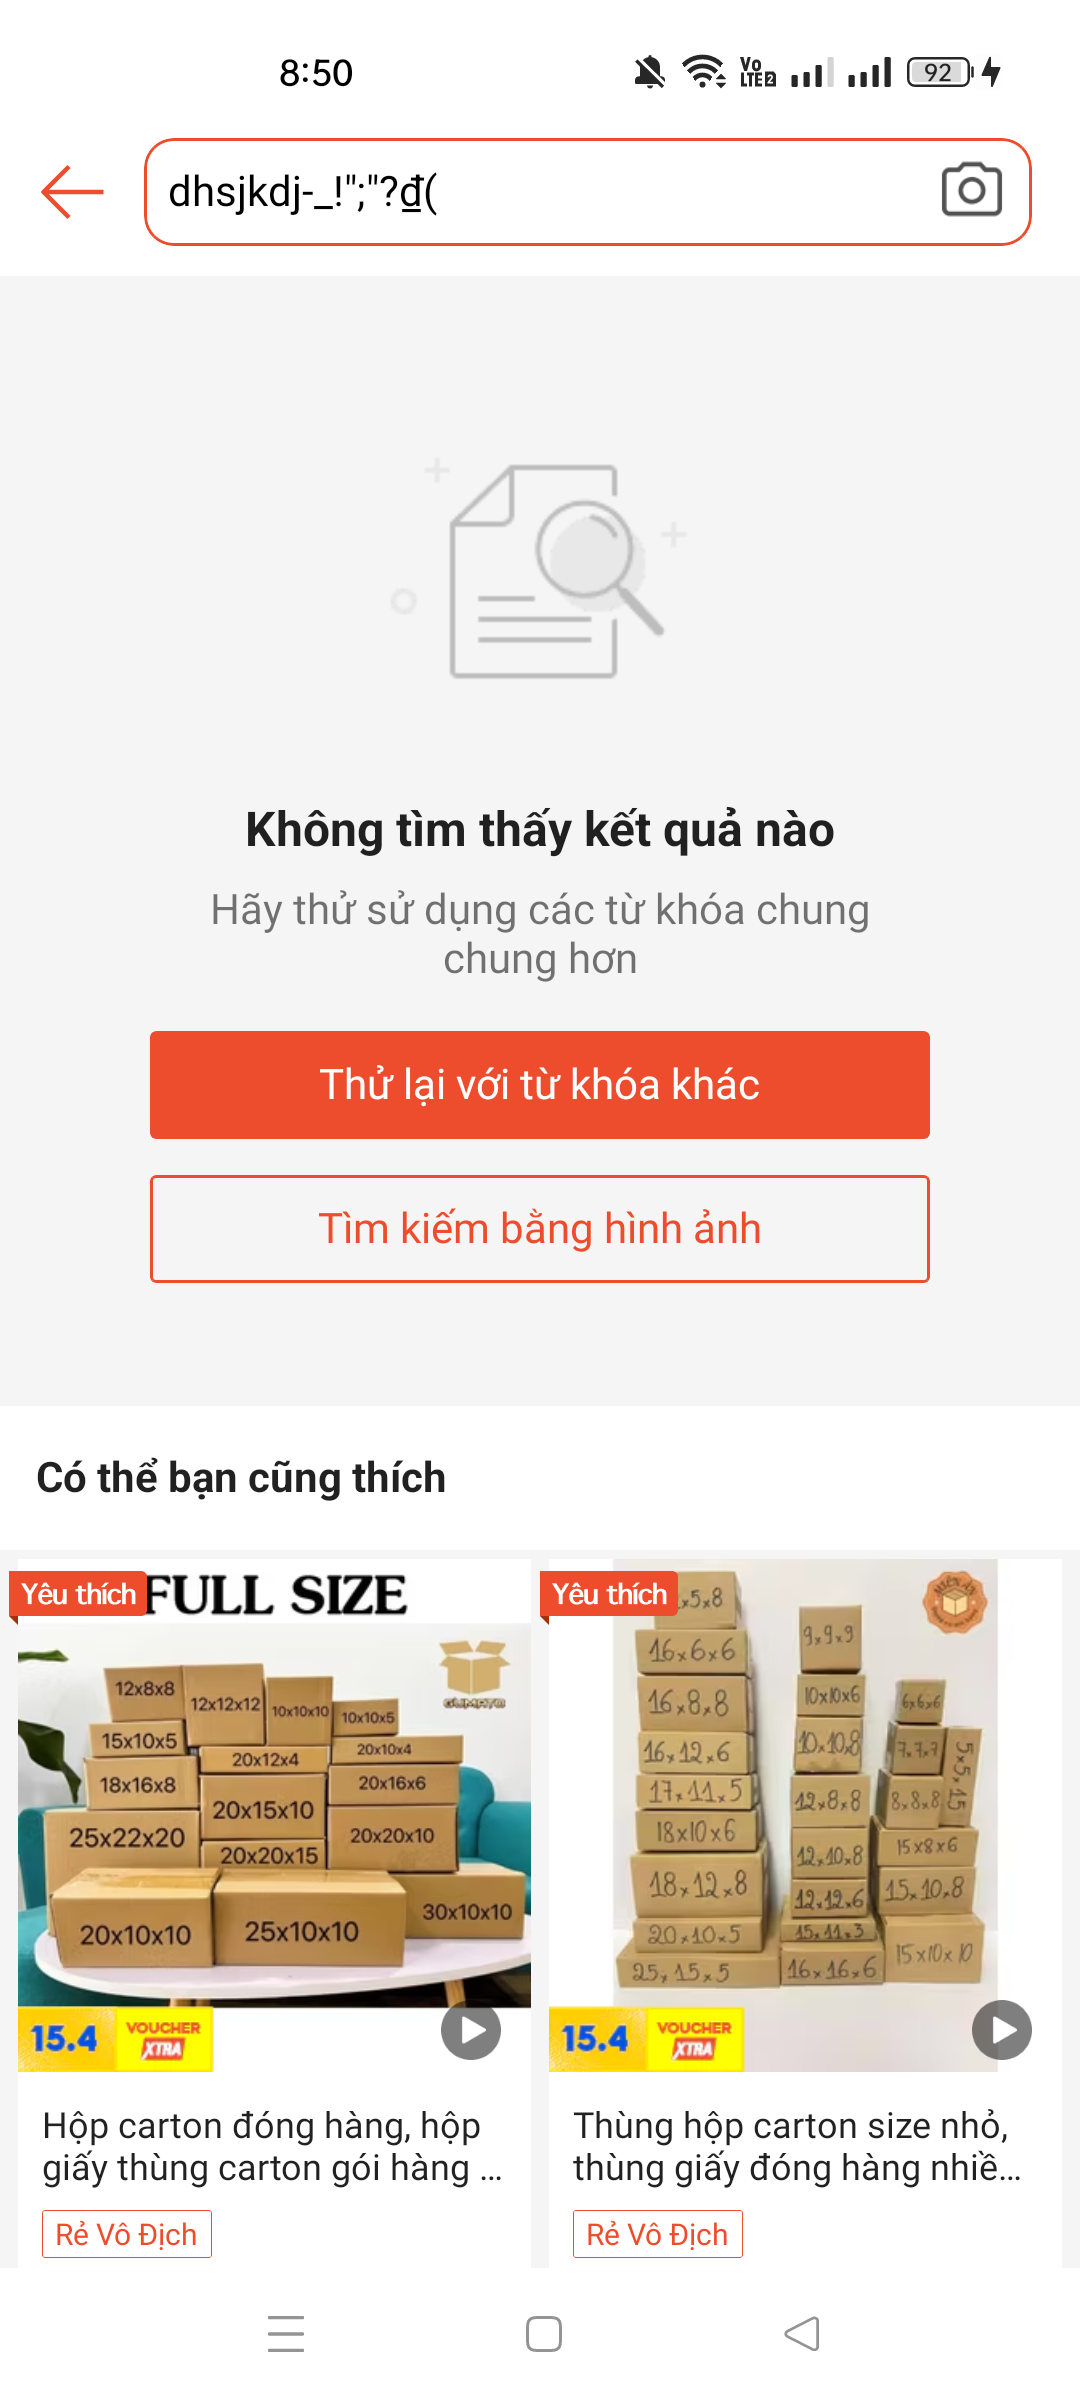 8:50
Vo
LTE 2
92
dhsjkdj-_!";"?₫(
Không tìm thấy kết quả nào
Hãy thử sử dụng các từ khóa chung
chung hơn
Thử lại với từ khóa khác
Tìm kiếm bằng hình ảnh
Có thể bạn cũng thích
Yêu thích
FULL SIZE
GUMATO
12x8x8
12x12x12
10x10x10
10x10x5
15x10x5
20x12x4
20x10x4
18x16x8
20x16x6
20x15x10
25x22x20
20x20x10
20x20x15
30x10x10
20x10x10
25x10x10
15.4
VOUCHER
XTRA
Hộp carton đóng hàng, hộp
giấy thùng carton gói hàng ...
Rẻ Vô Địch
Yêu thích
x5x8
9x9x9
16x6x6
10x10x6
6x6x6
16x8x8
10x10x8
7x7x7
5x5x15
16x12x6
17x11x5
12x8x8
8x8x8
18x10x6
12x10x8
15x8x6
18x12x8
12x12x6
15x10x8
20x10x5
15x11x3
15x10x10
25x15x5
16x16x6
15.4
VOUCHER
XTRA
Thùng hộp carton size nhỏ,
thùng giấy đóng hàng nhiề...
Rẻ Vô Địch